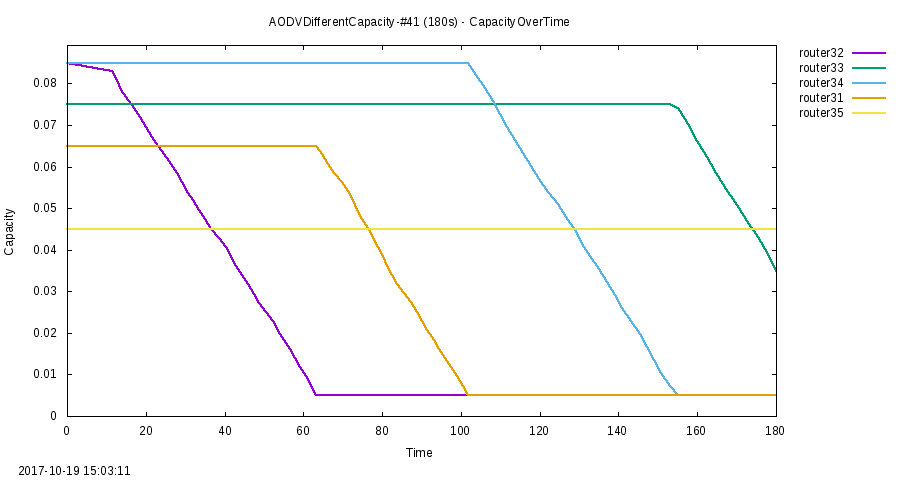 AODVDifferentCapacity-#41 (180s) - CapacityOverTime
router32
router33
router34
router31
router35
0.08
0.07
0.06
0.05
0.04
0.03
0.02
0.01
0
Capacity
0 20 40 60 80 100 120 140 160 180
Time
2017-10-19 15:03:11